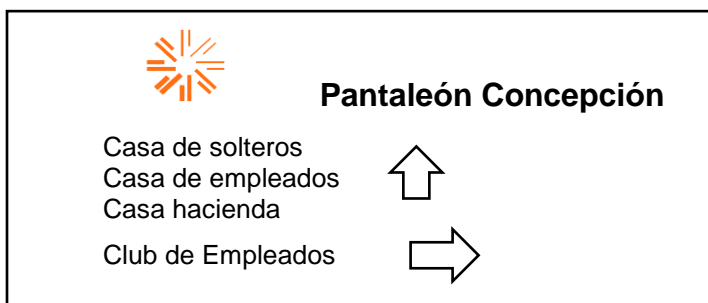 Pantaleón Concepción
Casa de solteros
Casa de empleados
Casa hacienda
Club de Empleados